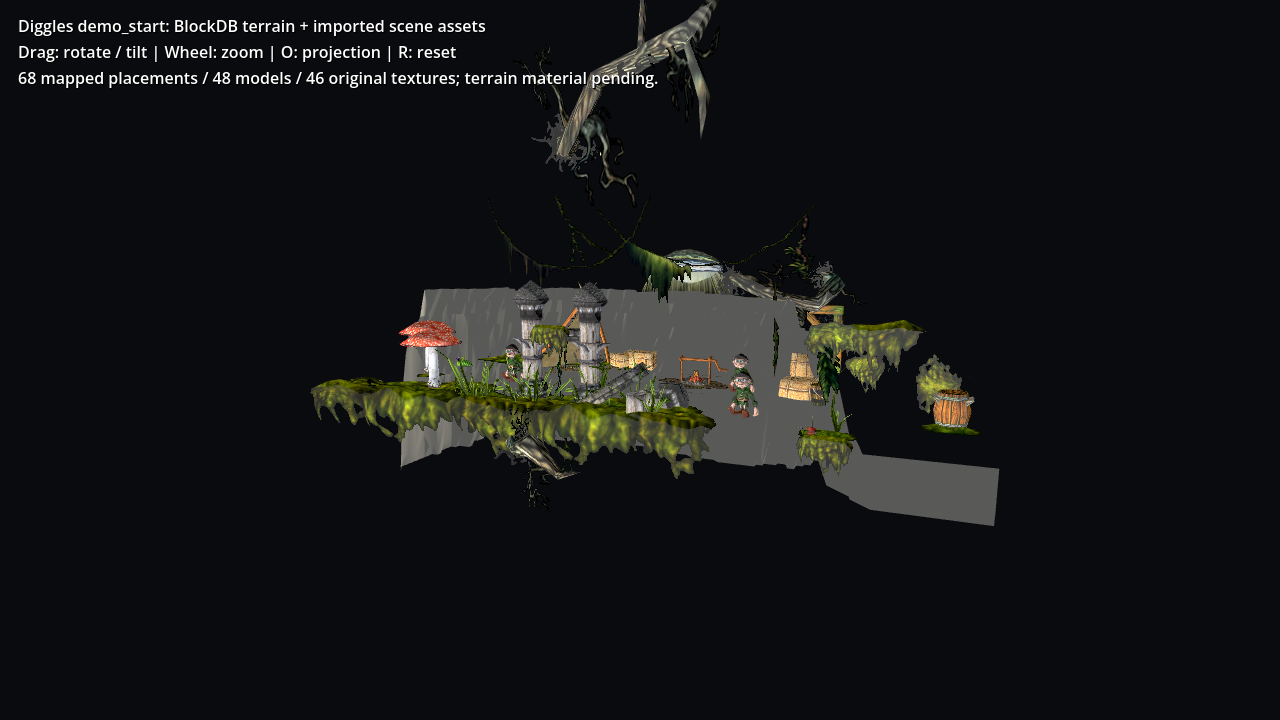 Diggles demo_start: BlockDB terrain + imported scene assets
Drag: rotate / tilt | Wheel: zoom | O: projection | R: reset
68 mapped placements / 48 models / 46 original textures; terrain material pending.